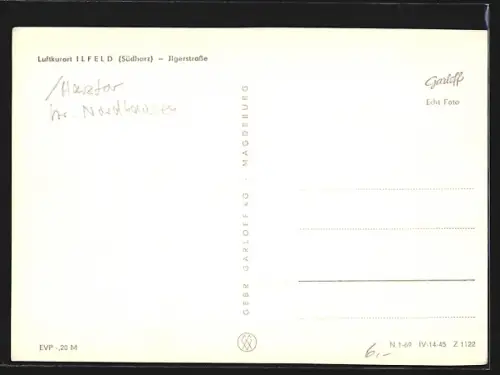 Luftkurort ILFELD (Südharz) – Ilgerstraße
Garloff
Echt Foto
GEBR GARLOFF KG · MAGDEBURG
EVP -,20 M
6,-
N 1-69 IV-14-45 Z 1122